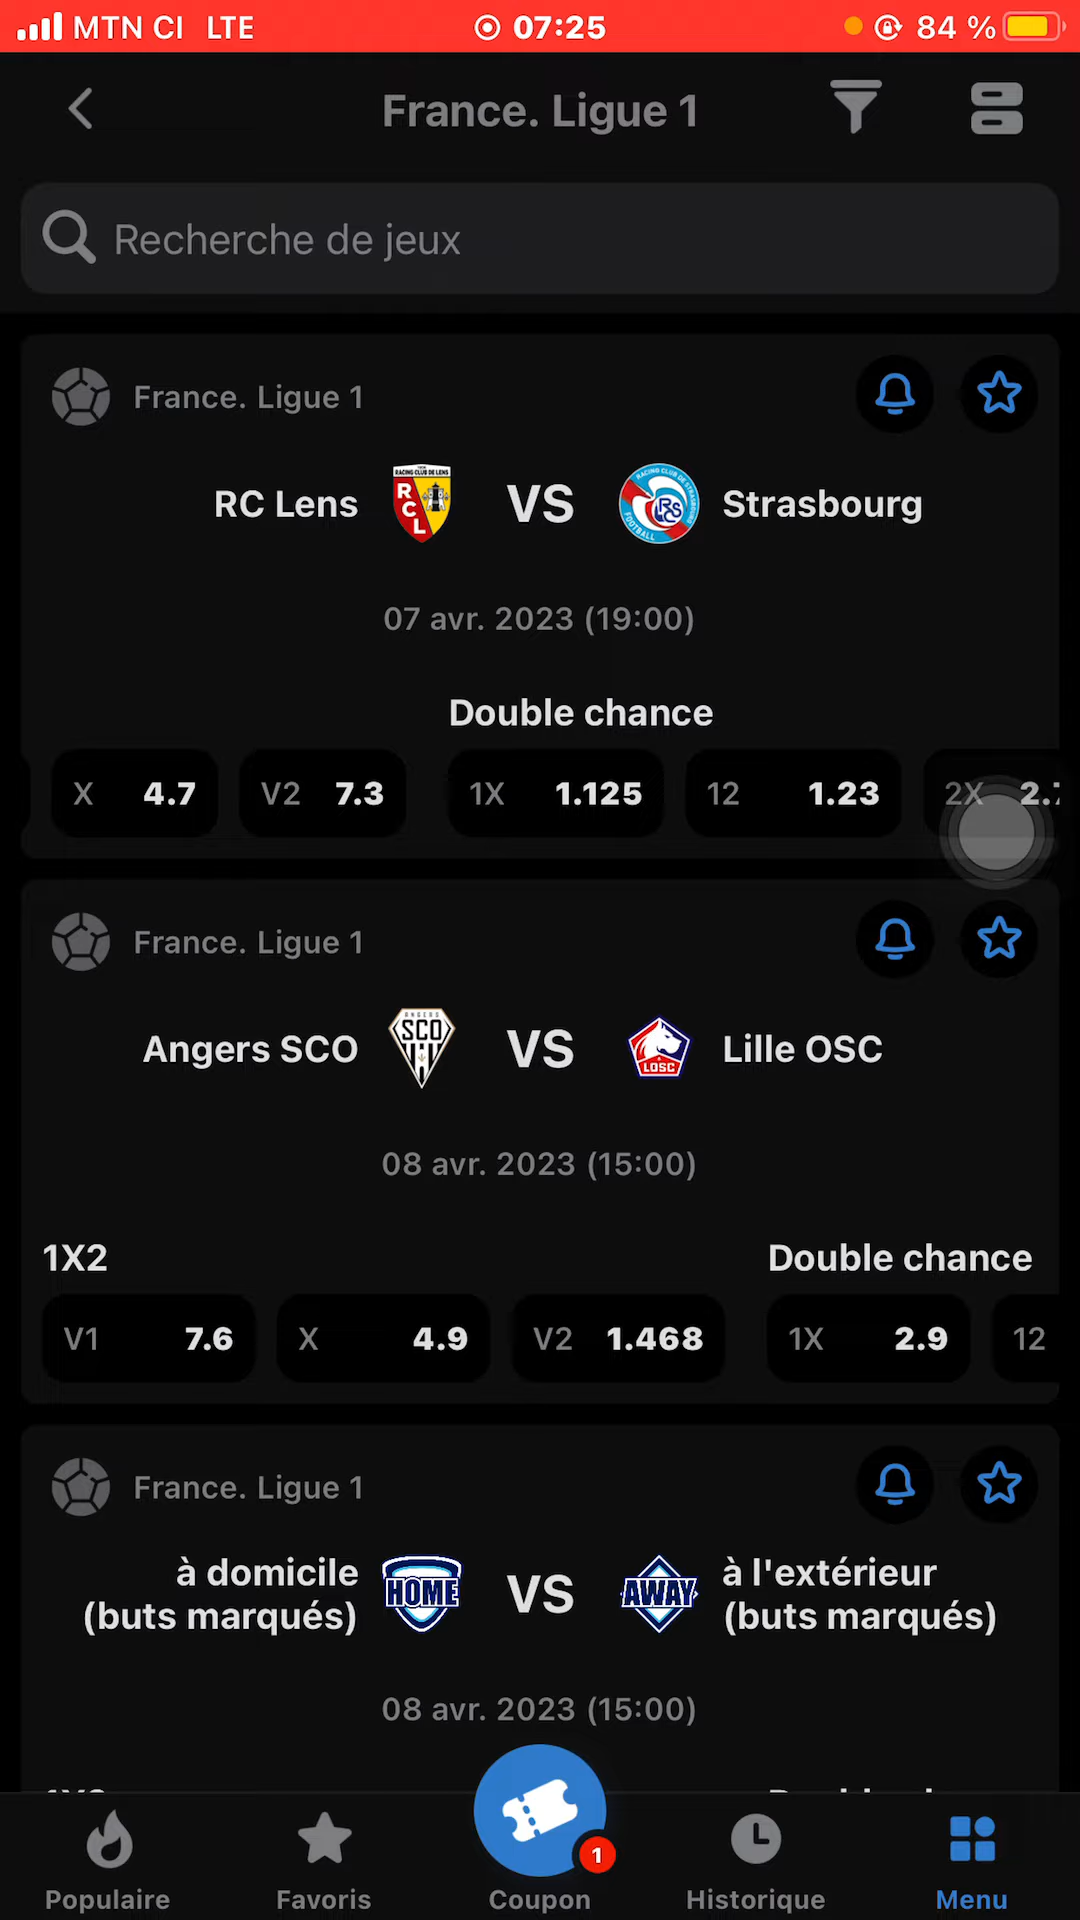 MTN CI LTE 07:25 84 %
France. Ligue 1
Recherche de jeux
France. Ligue 1
RC Lens VS Strasbourg
07 avr. 2023 (19:00)
Double chance
X 4.7 V2 7.3 1X 1.125 12 1.23 2X
France. Ligue 1
Angers SCO VS Lille OSC
08 avr. 2023 (15:00)
1X2 Double chance
V1 7.6 X 4.9 V2 1.468 1X 2.9 12
France. Ligue 1
à domicile (buts marqués) HOME VS AWAY à l'extérieur (buts marqués)
08 avr. 2023 (15:00)
1
Populaire Favoris Coupon Historique Menu